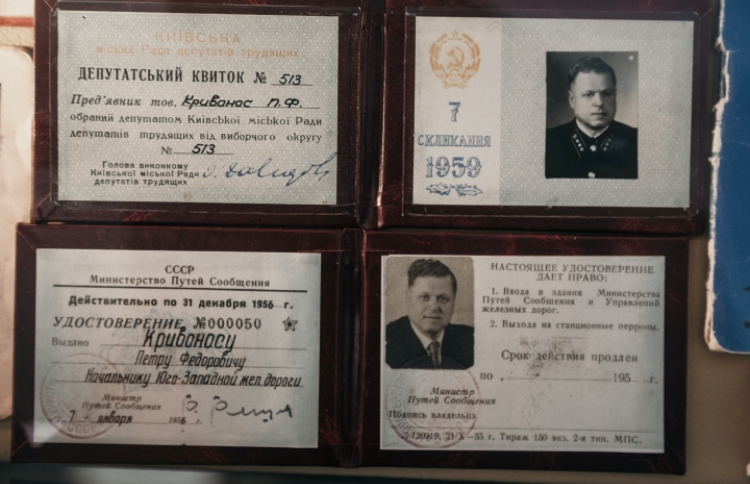 КИЇВСЬКА
міська Рада депутатів трудящих
ДЕПУТАТСЬКИЙ КВИТОК № 513
Пред'явник тов. Кривонос П.Ф.
обраний депутатом Київської міської Ради
депутатів трудящих від виборчого округу
№ 513
Голова виконкому
Київської міської Ради
депутатів трудящих
7
СКЛИКАННЯ
1959
СССР
Министерство Путей Сообщения
Действительно по 31 декабря 1956 г.
УДОСТОВЕРЕНИЕ №000050
Выдано Кривоносу
Петру Федоровичу
Начальнику Юго-Западной жел. дороги
Министр
Путей Сообщения
7 - января 1956 г.
НАСТОЯЩЕЕ УДОСТОВЕРЕНИЕ
ДАЕТ ПРАВО:
1. Входа в здания Министерства
Путей Сообщения и Управлений
железных дорог.
2. Выхода на станционные перроны.
Срок действия продлен
по 195 г.
Министр
Путей Сообщения
Подпись владельца
Л-120919, 21/X—55 г. Тираж 150 экз. 2-я тип. МПС.